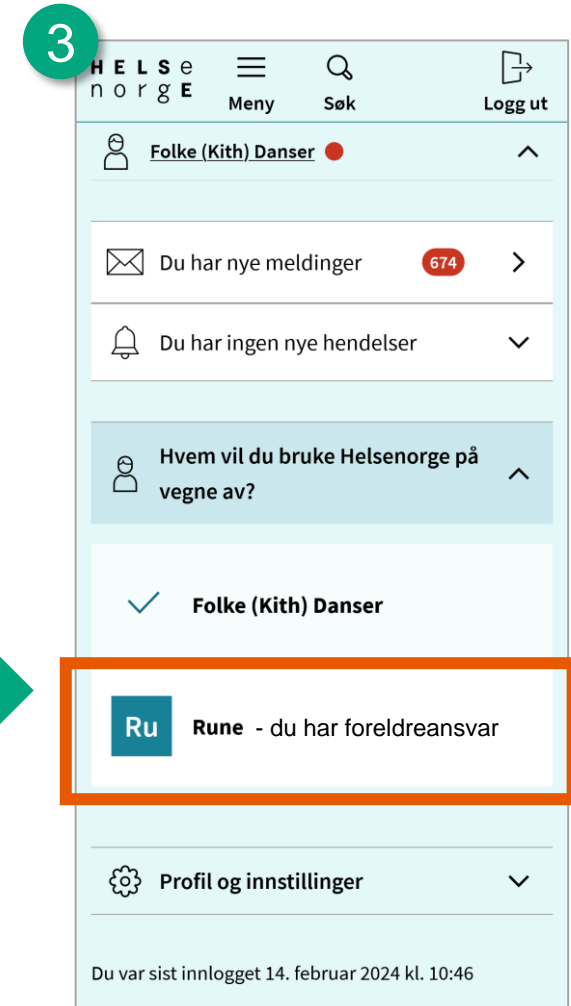 3
HELSe
norgE
Meny
Søk
Logg ut
Folke (Kith) Danser
Du har nye meldinger 674
Du har ingen nye hendelser
Hvem vil du bruke Helsenorge på
vegne av?
Folke (Kith) Danser
Ru Rune - du har foreldreansvar
Profil og innstillinger
Du var sist innlogget 14. februar 2024 kl. 10:46